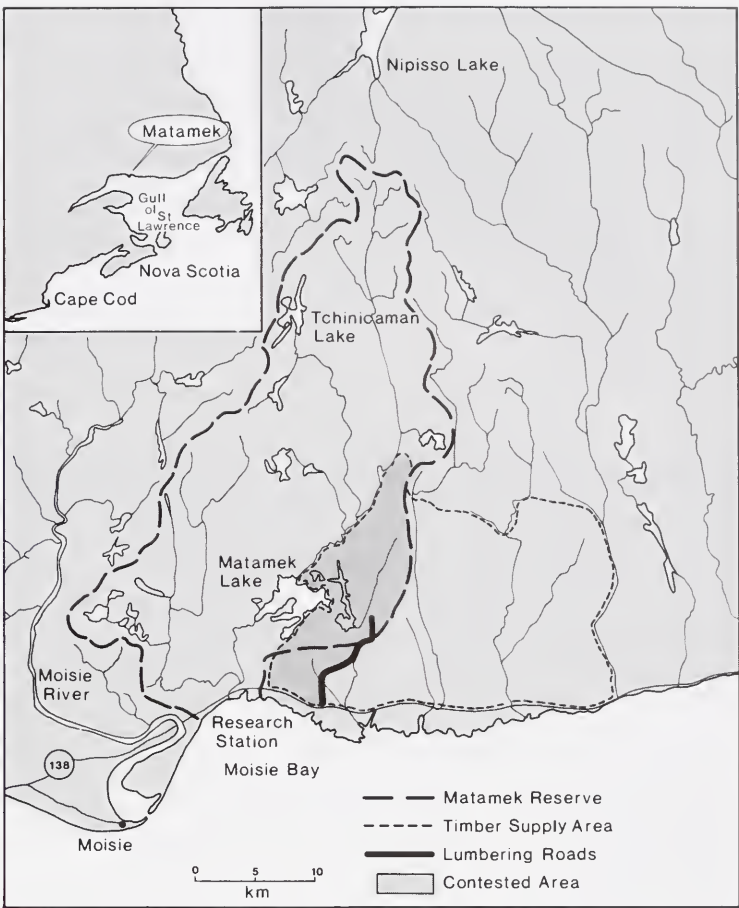 Nipisso Lake
Matamek
Gulf
of
St
Lawrence
Nova Scotia
Cape Cod
Tchinicaman
Lake
Matamek
Lake
Moisie
River
Research
Station
138
Moisie Bay
Moisie
0 5 10
km
Matamek Reserve
Timber Supply Area
Lumbering Roads
Contested Area